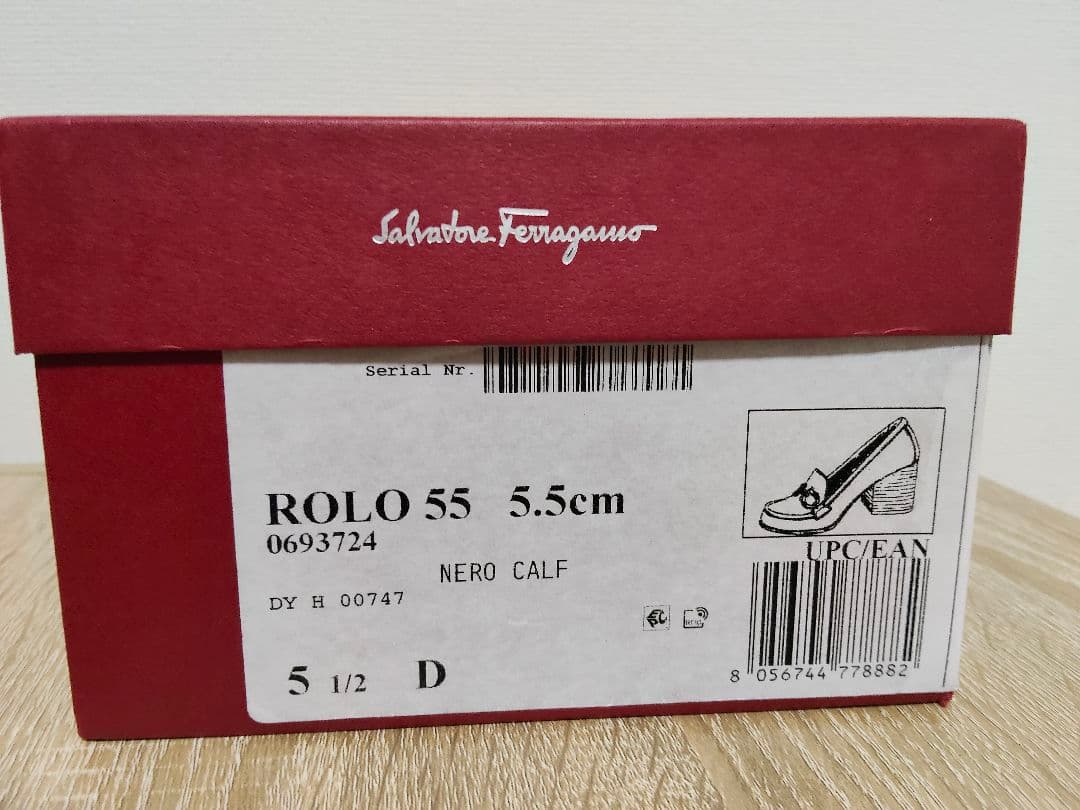 Salvatore Ferragamo
Serial Nr.
ROLO 55 5.5cm
0693724
NERO CALF
DY H 00747
5 1/2 D
UPC/EAN
8 056744 778882